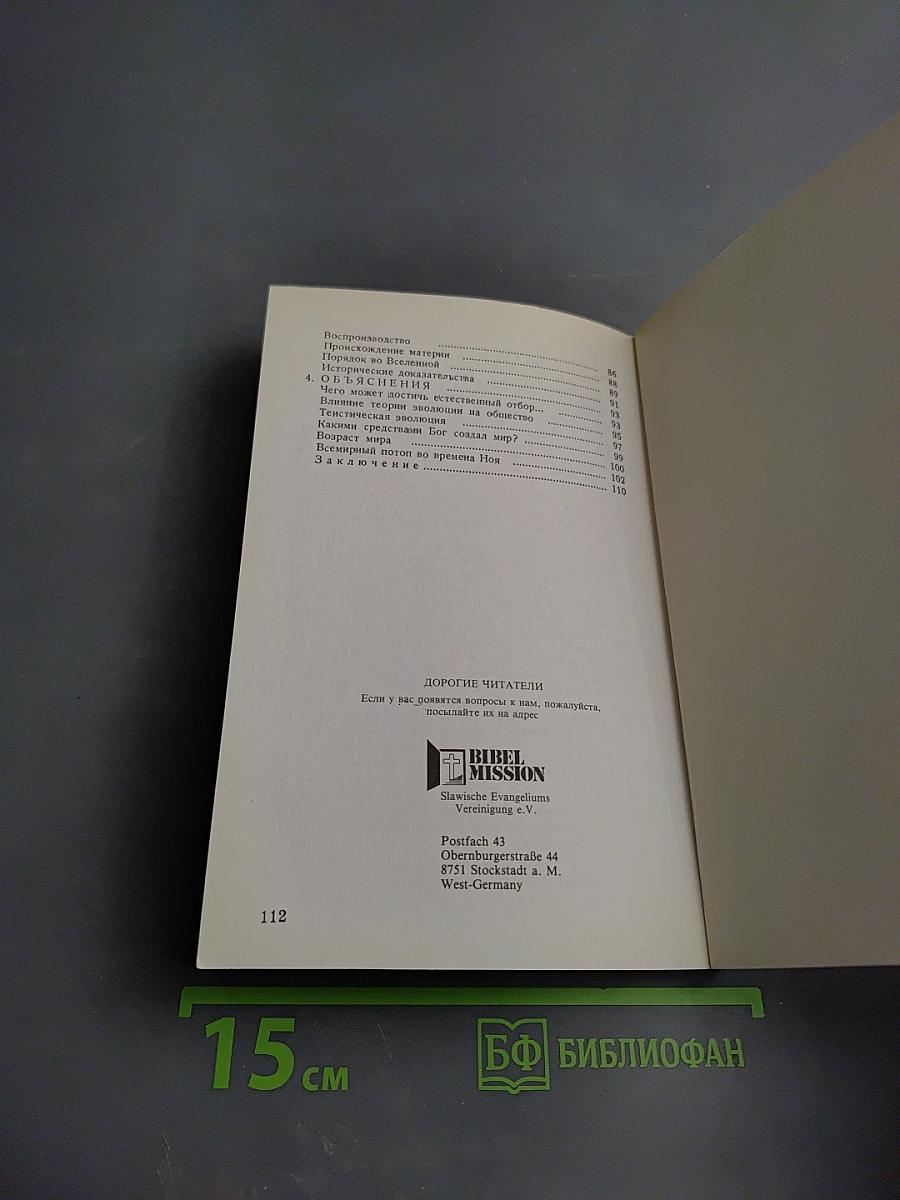 Воспроизводство ........ 86
Происхождение материи ........ 88
Порядок во Вселенной ........ 89
Исторические доказательства ........ 91
4. О Б Ъ Я С Н Е Н И Я ........ 93
Чего может достичь естественный отбор... ........ 93
Влияние теории эволюции на общество ........ 95
Теистическая эволюция ........ 97
Какими средствами Бог создал мир? ........ 99
Возраст мира ........ 100
Всемирный потоп во времена Ноя ........ 102
З а к л ю ч е н и е ........ 110
ДОРОГИЕ ЧИТАТЕЛИ
Если у вас появятся вопросы к нам, пожалуйста,
посылайте их на адрес
BIBEL
MISSION
Slawische Evangeliums
Vereinigung e.V.
Postfach 43
Obernburgerstraße 44
8751 Stockstadt a. M.
West-Germany
112
15 см
БФ БИБЛИОФАН